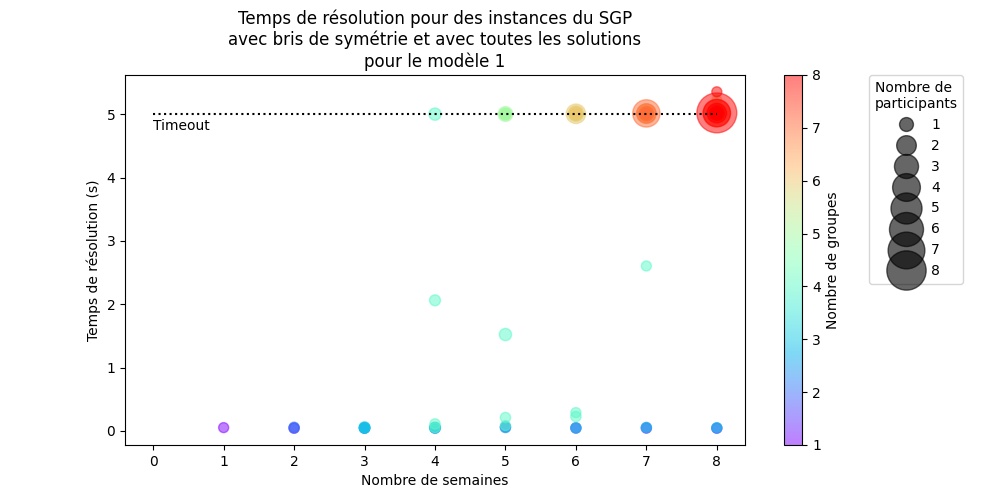 Temps de résolution pour des instances du SGP
avec bris de symétrie et avec toutes les solutions
pour le modèle 1
Temps de résolution (s)
5
4
3
2
1
0
Timeout
0 1 2 3 4 5 6 7 8
Nombre de semaines
8
7
6
5
4
3
2
1
Nombre de groupes
Nombre de
participants
1
2
3
4
5
6
7
8